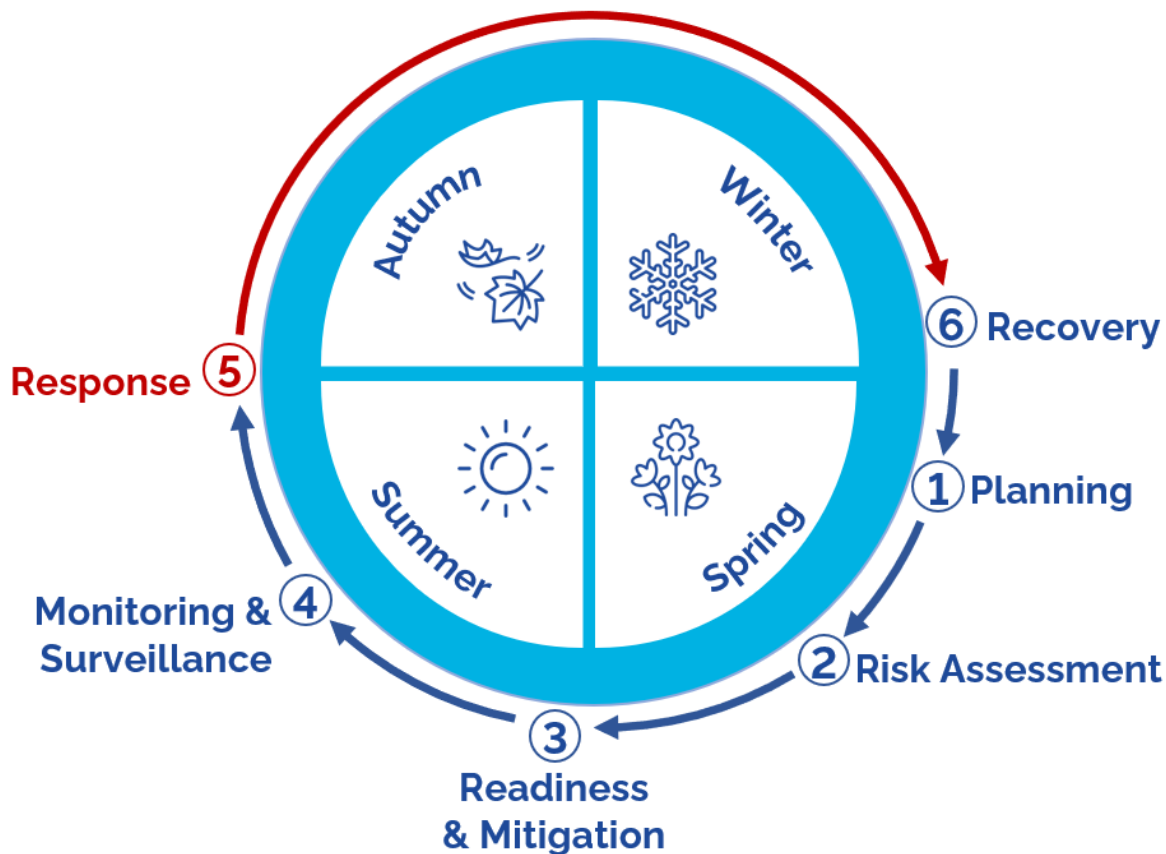 Autumn
Winter
Summer
Spring
6 Recovery
1 Planning
2 Risk Assessment
3
Readiness
& Mitigation
4
Monitoring &
Surveillance
Response 5